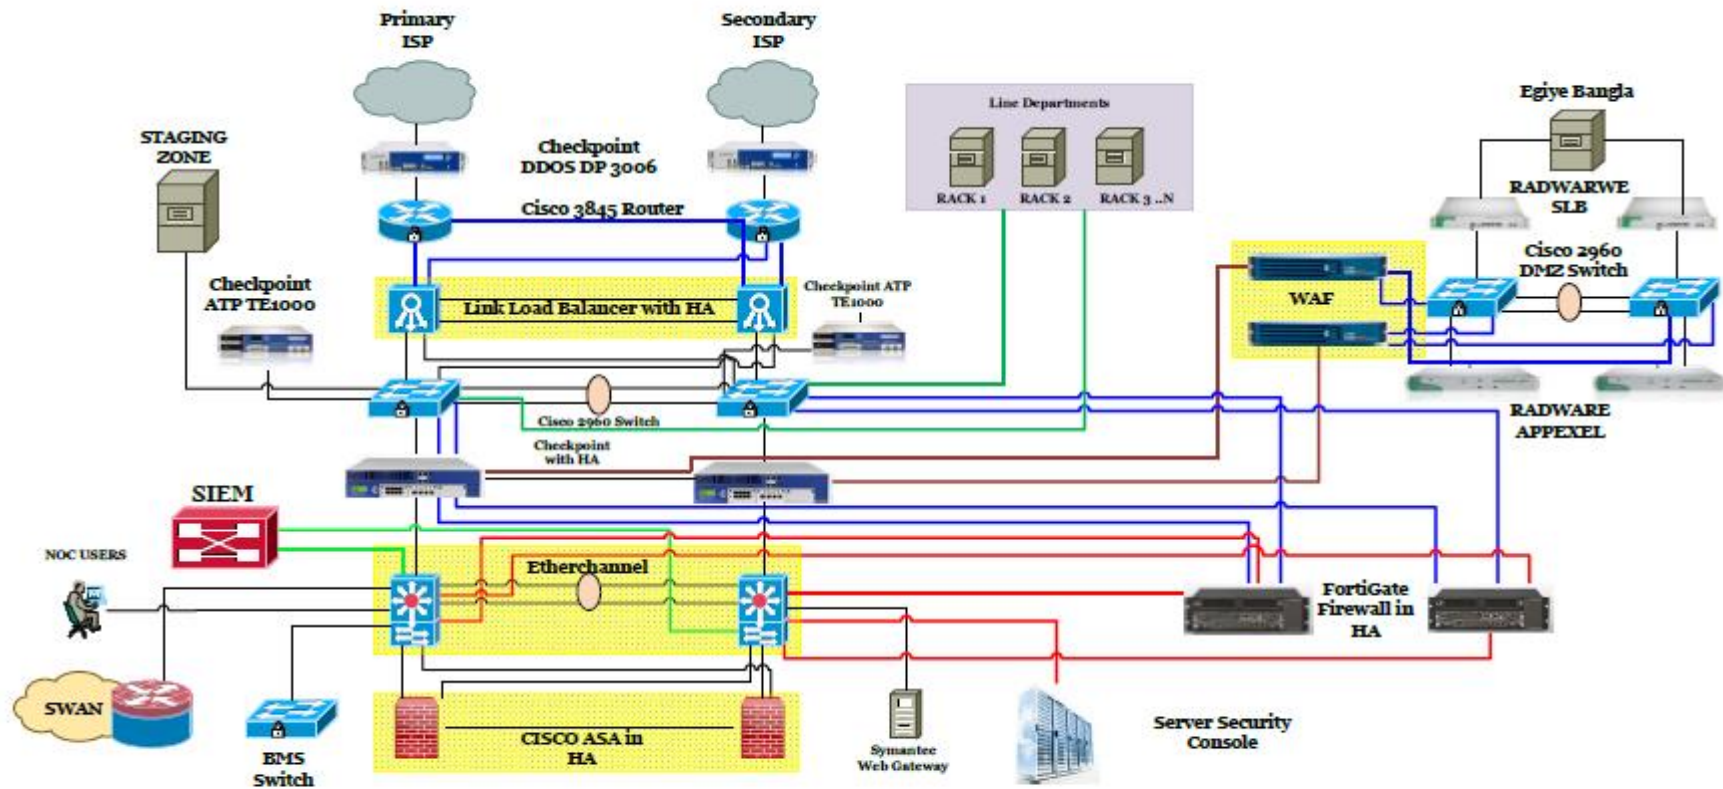 Primary
ISP
Secondary
ISP
Line Departments
RACK 1
RACK 2
RACK 3 ..N
Egiye Bangla
STAGING
ZONE
Checkpoint
DDOS DP 3006
RADWARWE
SLB
Cisco 3845 Router
Cisco 2960
DMZ Switch
Checkpoint
ATP TE1000
Link Load Balancer with HA
Checkpoint ATP
TE1000
WAF
Cisco 2960 Switch
RADWARE
APPEXEL
Checkpoint
with HA
SIEM
NOC USERS
Etherchannel
FortiGate
Firewall in
HA
SWAN
BMS
Switch
CISCO ASA in
HA
Symantec
Web Gateway
Server Security
Console